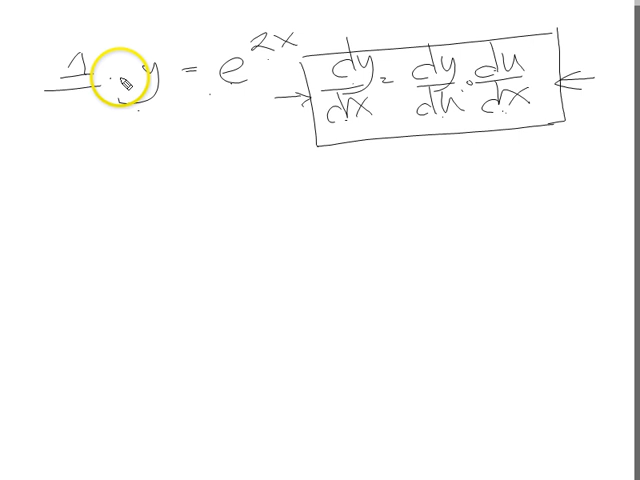 1. y = e^{2x} dy/dx = dy/du · du/dx